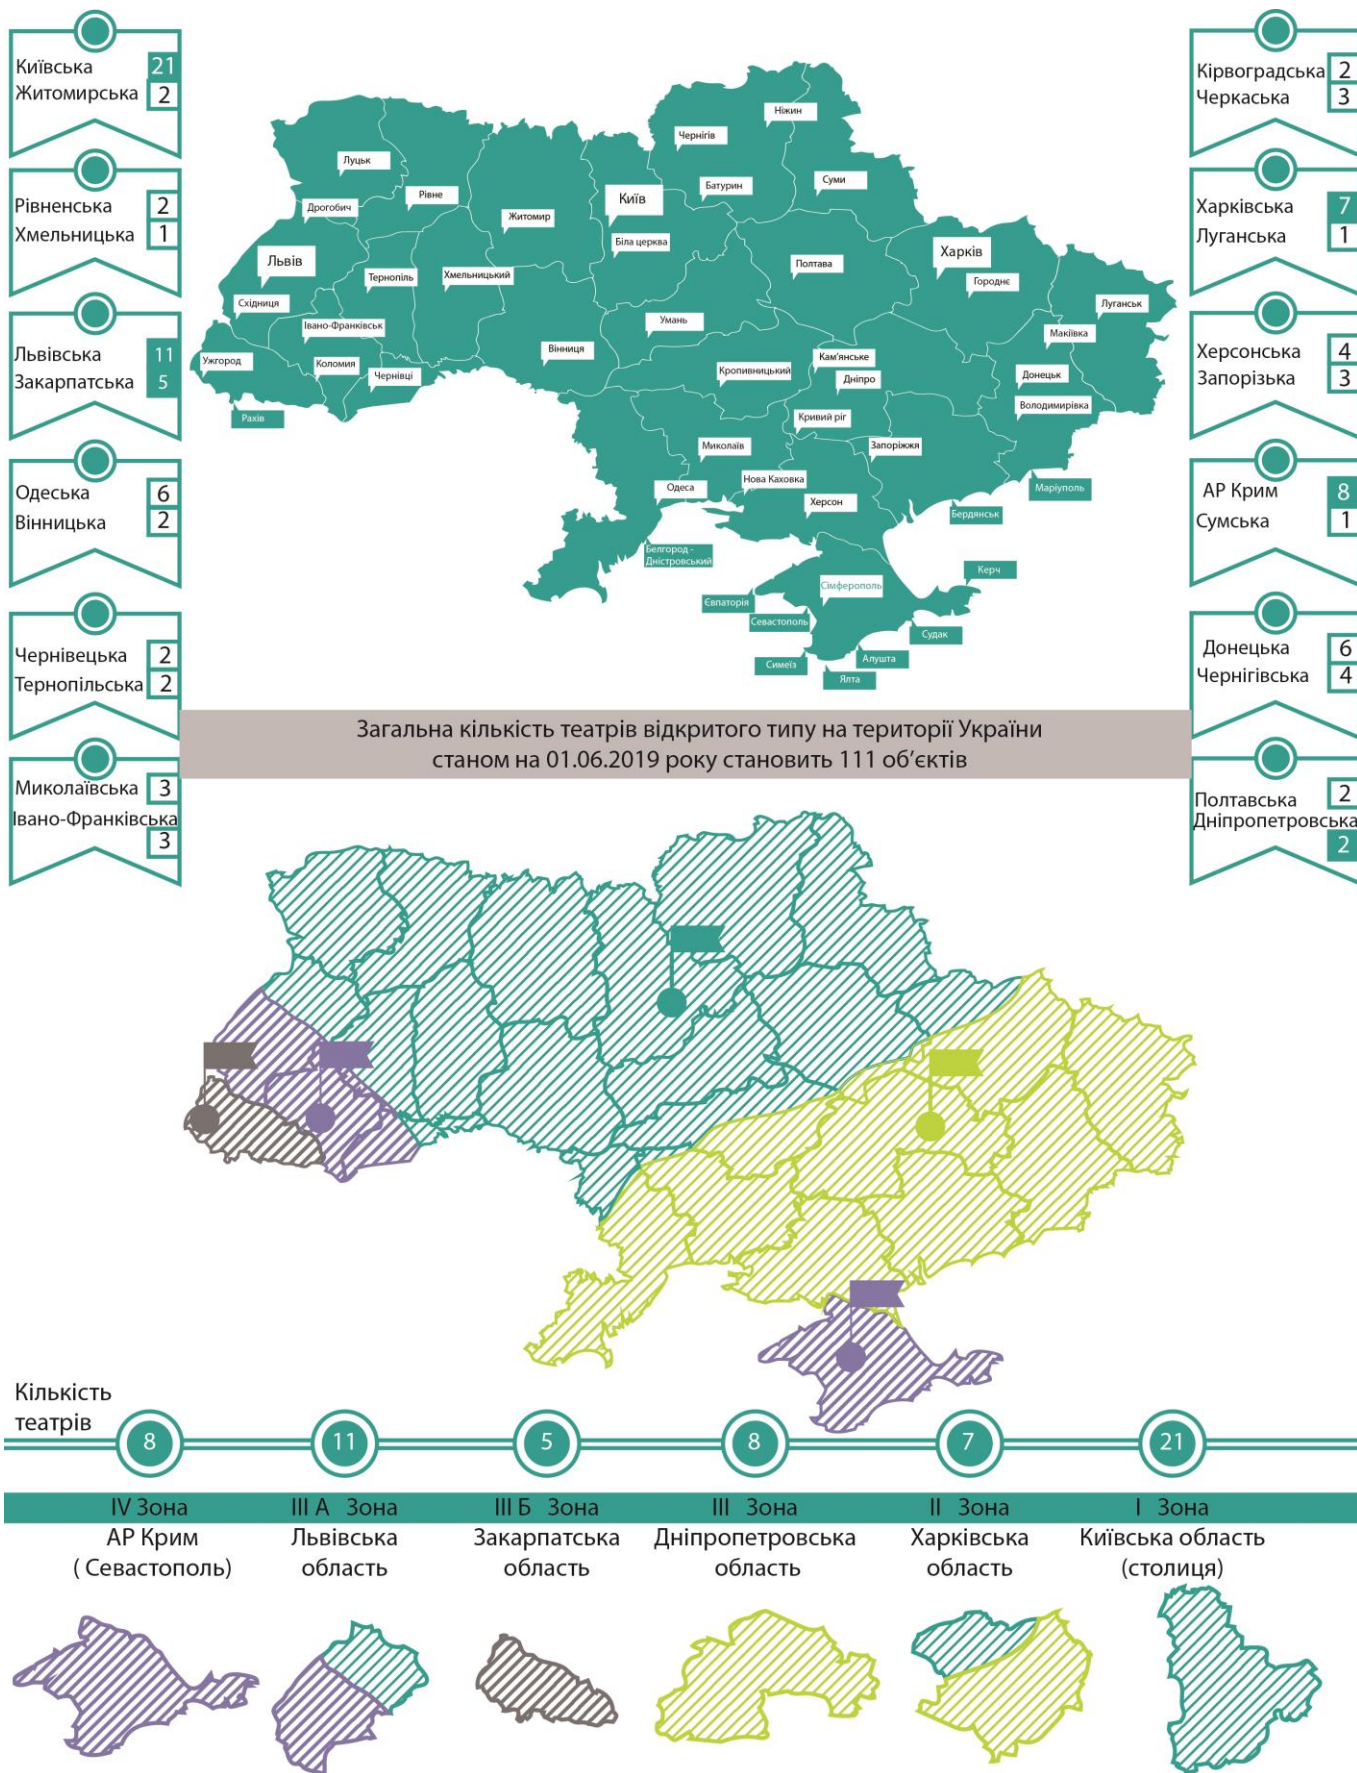 Київська 21
Житомирська 2
Рівненська 2
Хмельницька 1
Львівська 11
Закарпатська 5
Одеська 6
Вінницька 2
Чернівецька 2
Тернопільська 2
Миколаївська 3
Івано-Франківська
3
Ніжин
Чернігів
Луцьк
Суми
Батурин
Рівне
Київ
Дрогобич
Житомир
Біла церква
Харків
Львів
Полтава
Тернопіль
Хмельницький
Городнє
Східниця
Луганськ
Умань
Івано-Франківськ
Макіївка
Вінниця
Ужгород
Кам'янське
Коломия
Чернівці
Кропивницький
Дніпро
Донецьк
Володимирівка
Рахів
Кривий ріг
Миколаїв
Запоріжжя
Нова Каховка
Одеса
Маріуполь
Херсон
Бердянськ
Белгород -
Дністровський
Керч
Сімферополь
Євпаторія
Севастополь
Судак
Алушта
Симеїз
Ялта
Кірвоградська 2
Черкаська 3
Харківська 7
Луганська 1
Херсонська 4
Запорізька 3
АР Крим 8
Сумська 1
Донецька 6
Чернігівська 4
Полтавська 2
Дніпропетровська
2
Загальна кількість театрів відкритого типу на території України
станом на 01.06.2019 року становить 111 об'єктів
Кількість
театрів
8 11 5 8 7 21
IV Зона III А Зона III Б Зона III Зона II Зона I Зона
АР Крим Львівська Закарпатська Дніпропетровська Харківська Київська область
( Севастополь) область область область область (столиця)